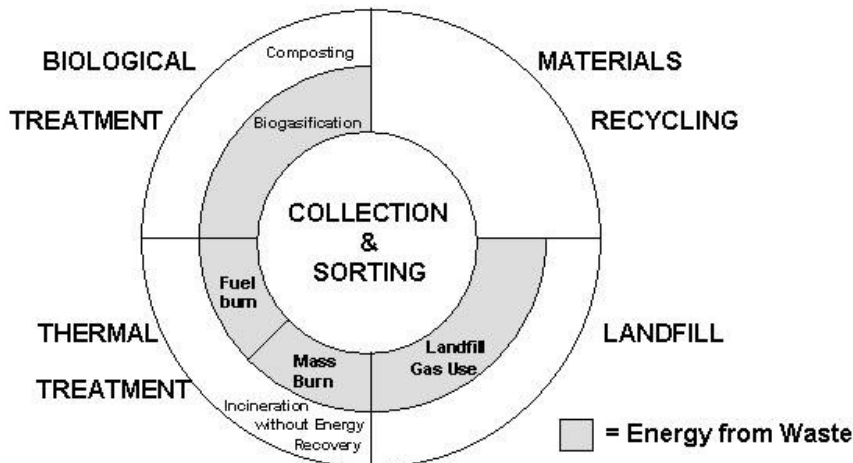 BIOLOGICAL
TREATMENT
Composting
Biogasification
MATERIALS
RECYCLING
COLLECTION
&
SORTING
Fuel
burn
Mass
Burn
Incineration
without Energy
Recovery
THERMAL
TREATMENT
Landfill
Gas Use
LANDFILL
= Energy from Waste